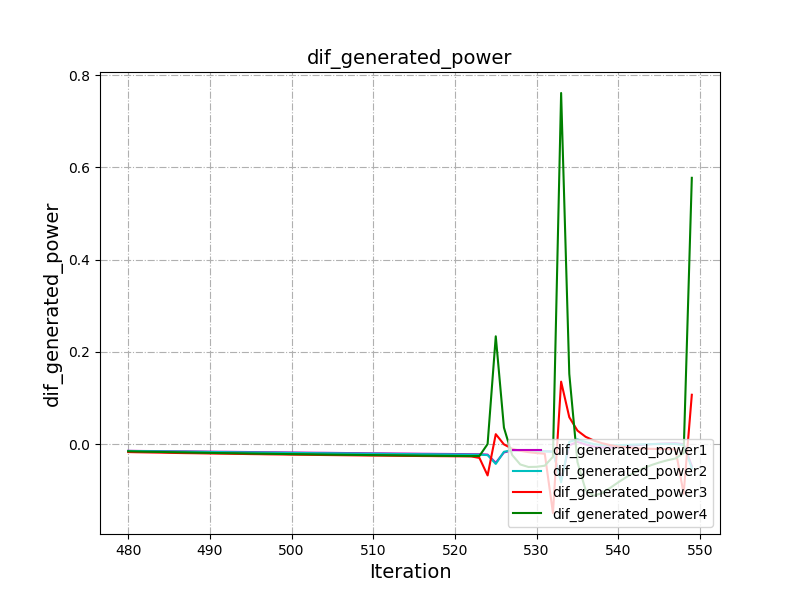 dif_generated_power
dif_generated_power
0.8
0.6
0.4
0.2
0.0
480
490
500
510
520
530
540
550
Iteration
dif_generated_power1
dif_generated_power2
dif_generated_power3
dif_generated_power4